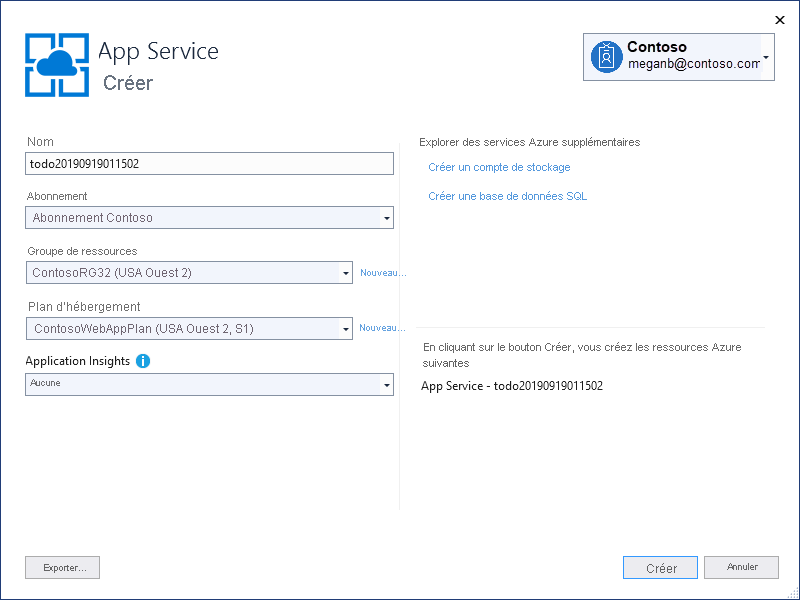 App Service
Créer
Contoso
meganb@contoso.com
Nom
todo20190919011502
Abonnement
Abonnement Contoso
Groupe de ressources
ContosoRG32 (USA Ouest 2)
Nouveau...
Plan d'hébergement
ContosoWebAppPlan (USA Ouest 2, S1)
Nouveau...
Application Insights
Aucune
Explorer des services Azure supplémentaires
Créer un compte de stockage
Créer une base de données SQL
En cliquant sur le bouton Créer, vous créez les ressources Azure
suivantes
App Service - todo20190919011502
Exporter...
Créer
Annuler